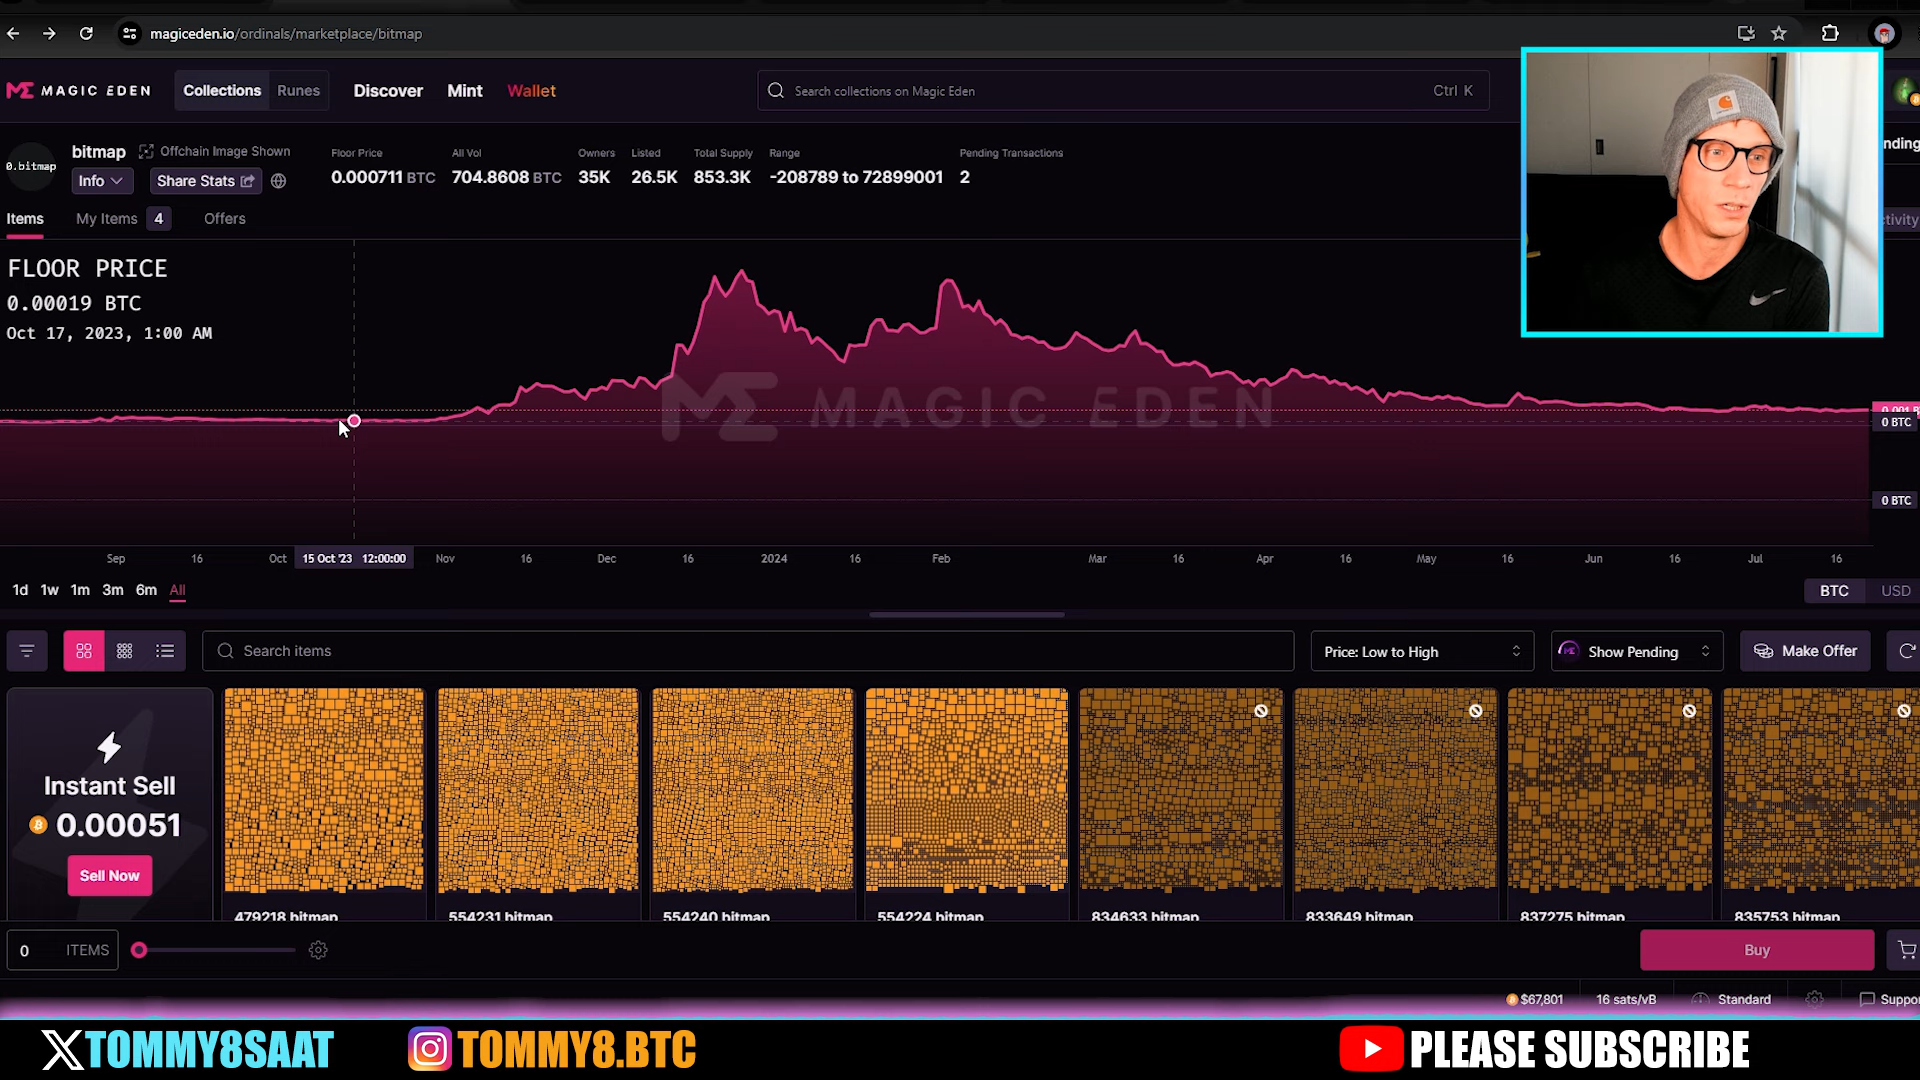 magiceden.io/ordinals/marketplace/bitmap
MAGIC EDEN
Collections Runes Discover Mint Wallet
Search collections on Magic Eden Ctrl K
0.bitmap
bitmap Offchain Image Shown
Info Share Stats
Floor Price All Vol Owners Listed Total Supply Range Pending Transactions
0.000711 BTC 704.8608 BTC 35K 26.5K 853.3K -208789 to 72899001 2
nding
Items My Items 4 Offers
ctivity
FLOOR PRICE
0.00019 BTC
Oct 17, 2023, 1:00 AM
MAGIC EDEN
0.001 B
0 BTC
0 BTC
Sep 16 Oct 15 Oct '23 12:00:00 Nov 16 Dec 16 2024 16 Feb Mar 16 Apr 16 May 16 Jun 16 Jul 16
1d 1w 1m 3m 6m All
BTC USD
Search items
Price: Low to High
Show Pending
Make Offer
Instant Sell
0.00051
Sell Now
479218 bitmap 554231 bitmap 554240 bitmap 554224 bitmap 834633 bitmap 833649 bitmap 837275 bitmap 835753 bitmap
0 ITEMS
Buy
$67,801 16 sats/vB Standard Suppo
TOMMY8SAAT
TOMMY8.BTC
PLEASE SUBSCRIBE